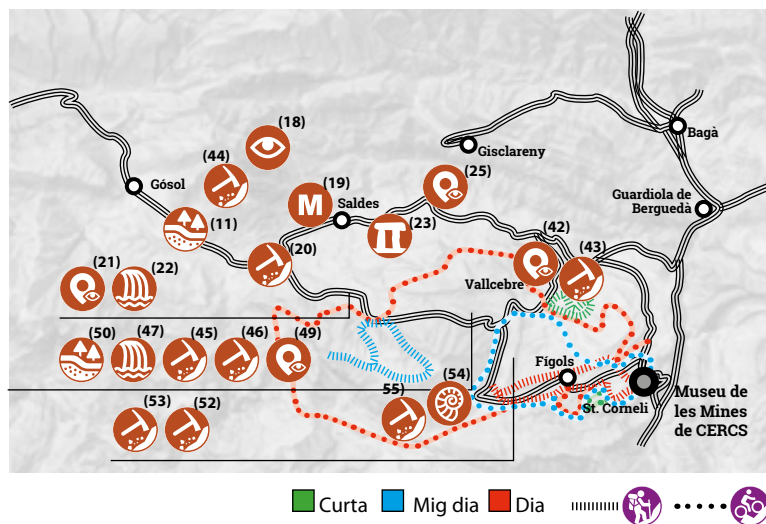 (18)
Bagà
(44)
Gisclareny
(25)
(19)
Gósol
M
Saldes
Guardiola de
Berguedà
(11)
(23)
(42)
(20)
(43)
(21)
(22)
Vallcebre
(50)
(47)
(45)
(46)
(49)
(54)
Fígols
55)
Museu de
les Mines
de CERCS
St. Corneli
(53)
(52)
Curta
Mig dia
Dia